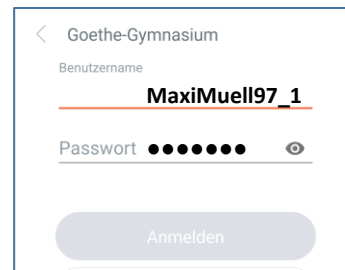 Goethe-Gymnasium
Benutzername
MaxiMuell97_1
Passwort ●●●●●●●
Anmelden